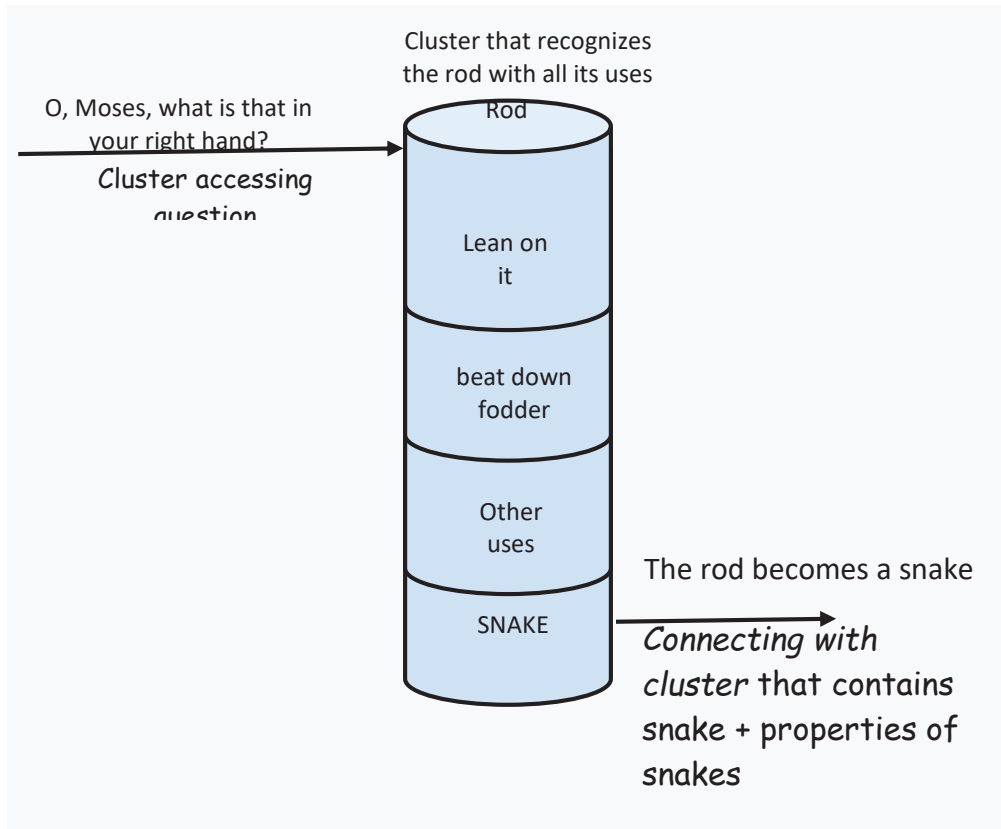 Cluster that recognizes
the rod with all its uses
Rod
O, Moses, what is that in
your right hand?
Cluster accessing
question
Lean on
it
beat down
fodder
Other
uses
SNAKE
The rod becomes a snake
Connecting with
cluster that contains
snake + properties of
snakes